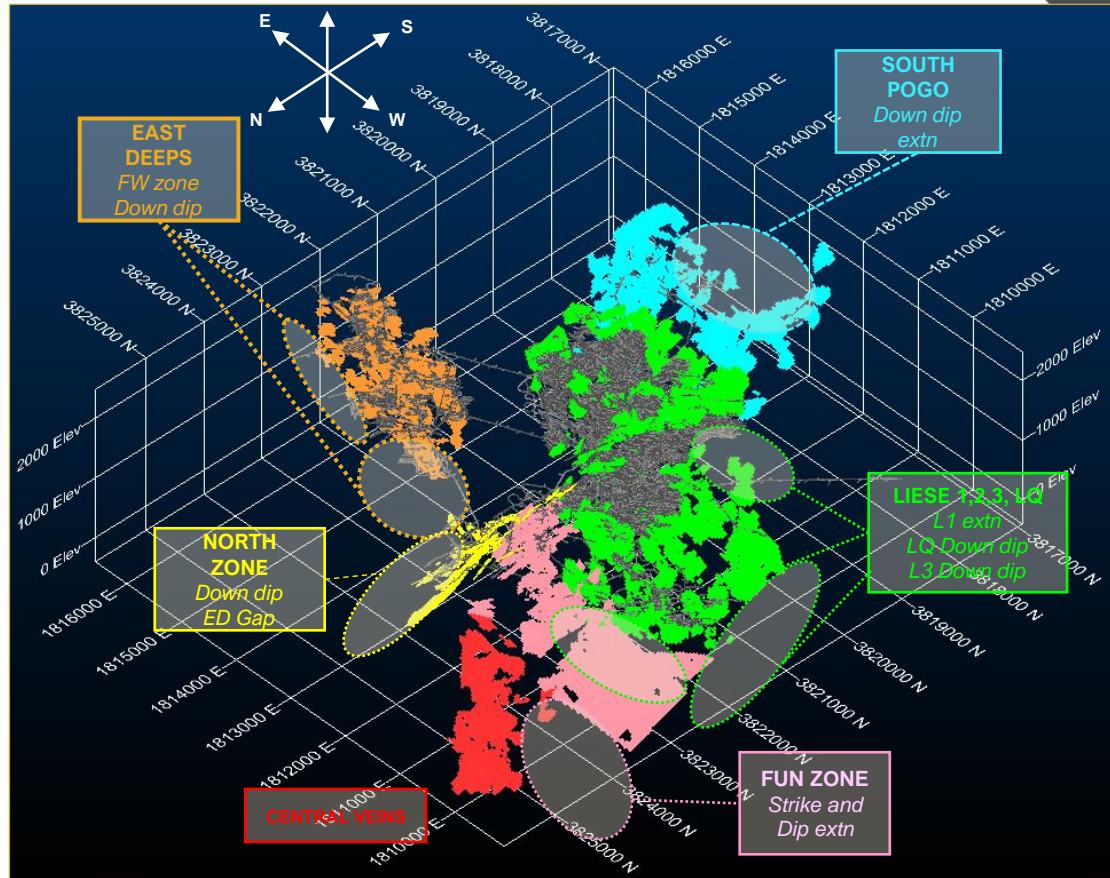 E
S
N
W
EAST
DEEPS
FW zone
Down dip
SOUTH
POGO
Down dip
extn
3817000 N
3818000 N
3819000 N
3820000 N
3821000 N
3822000 N
3823000 N
3824000 N
3825000 N
1816000 E
1815000 E
1814000 E
1813000 E
1812000 E
1811000 E
1810000 E
2000 Elev
1000 Elev
0 Elev
2000 Elev
1000 Elev
0 Elev
LIESE 1,2,3, LQ
L1 extn
LQ Down dip
L3 Down dip
NORTH
ZONE
Down dip
ED Gap
1816000 E
1815000 E
1814000 E
1813000 E
1812000 E
1811000 E
1810000 E
3817000 N
3818000 N
3819000 N
3820000 N
3821000 N
3822000 N
3823000 N
3824000 N
3825000 N
FUN ZONE
Strike and
Dip extn
CENTRAL VEINS